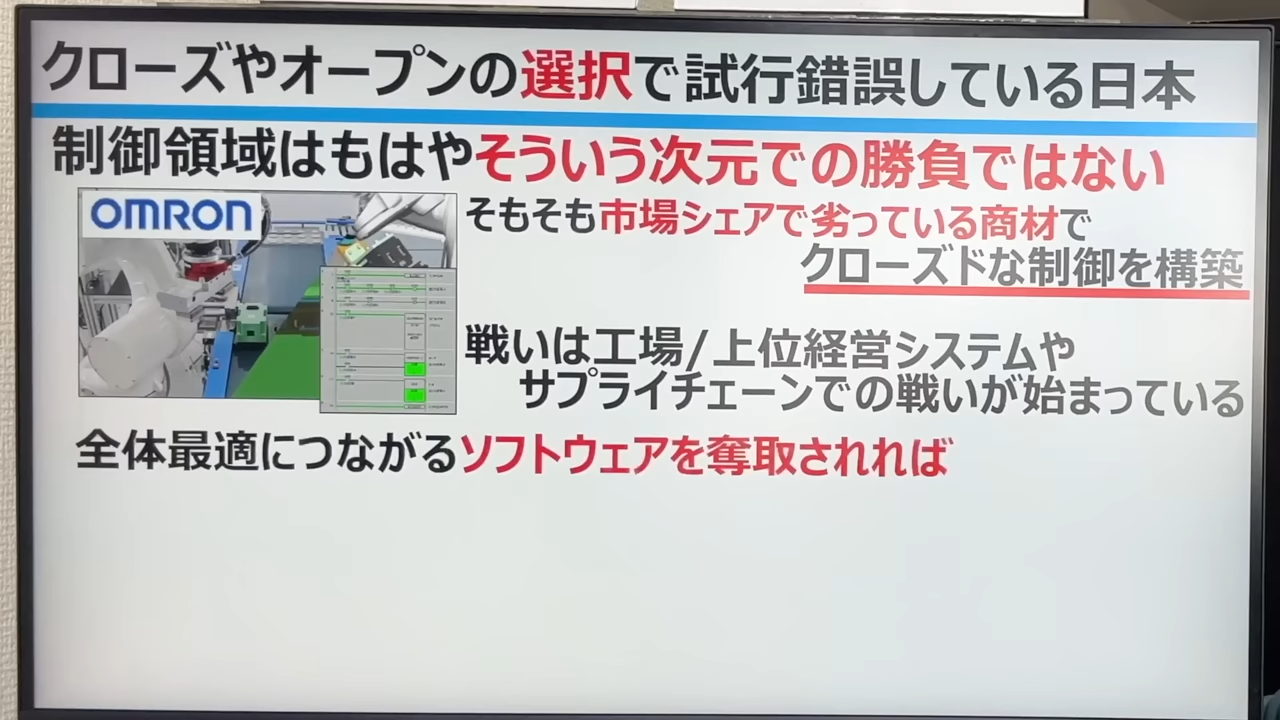 クローズやオープンの選択で試行錯誤している日本
制御領域はもはやそういう次元での勝負ではない
OMRON
そもそも市場シェアで劣っている商材で
クローズドな制御を構築
戦いは工場/上位経営システムや
サプライチェーンでの戦いが始まっている
全体最適につながるソフトウェアを奪取されれば